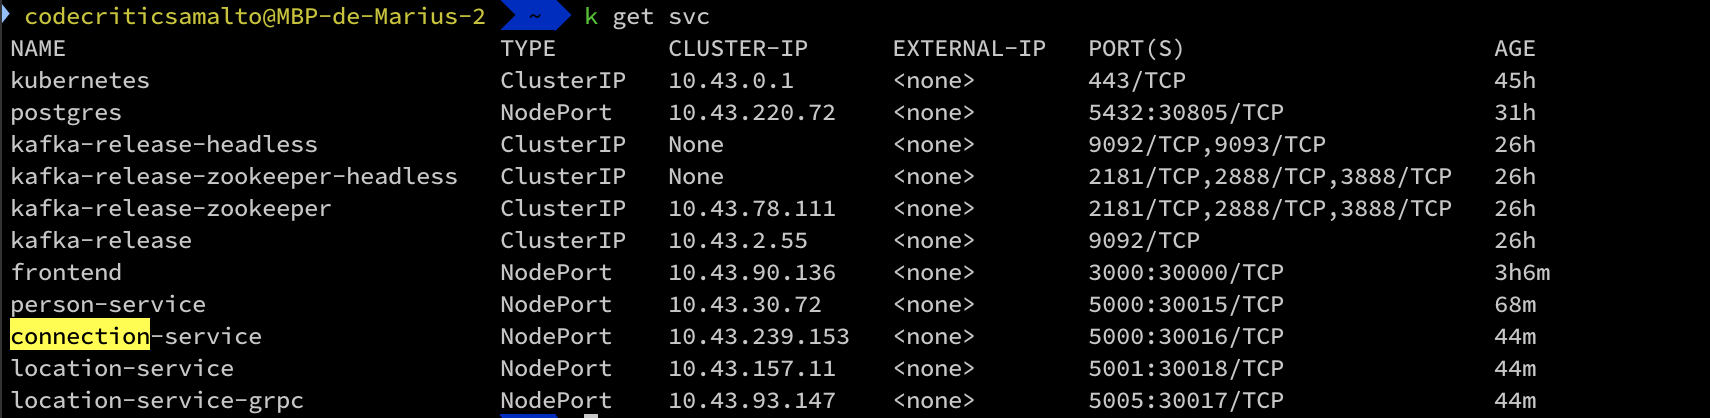 codecriticsamalto@MBP-de-Marius-2 ~ k get svc
NAME TYPE CLUSTER-IP EXTERNAL-IP PORT(S) AGE
kubernetes ClusterIP 10.43.0.1 <none> 443/TCP 45h
postgres NodePort 10.43.220.72 <none> 5432:30805/TCP 31h
kafka-release-headless ClusterIP None <none> 9092/TCP,9093/TCP 26h
kafka-release-zookeeper-headless ClusterIP None <none> 2181/TCP,2888/TCP,3888/TCP 26h
kafka-release-zookeeper ClusterIP 10.43.78.111 <none> 2181/TCP,2888/TCP,3888/TCP 26h
kafka-release ClusterIP 10.43.2.55 <none> 9092/TCP 26h
frontend NodePort 10.43.90.136 <none> 3000:30000/TCP 3h6m
person-service NodePort 10.43.30.72 <none> 5000:30015/TCP 68m
connection-service NodePort 10.43.239.153 <none> 5000:30016/TCP 44m
location-service NodePort 10.43.157.11 <none> 5001:30018/TCP 44m
location-service-grpc NodePort 10.43.93.147 <none> 5005:30017/TCP 44m